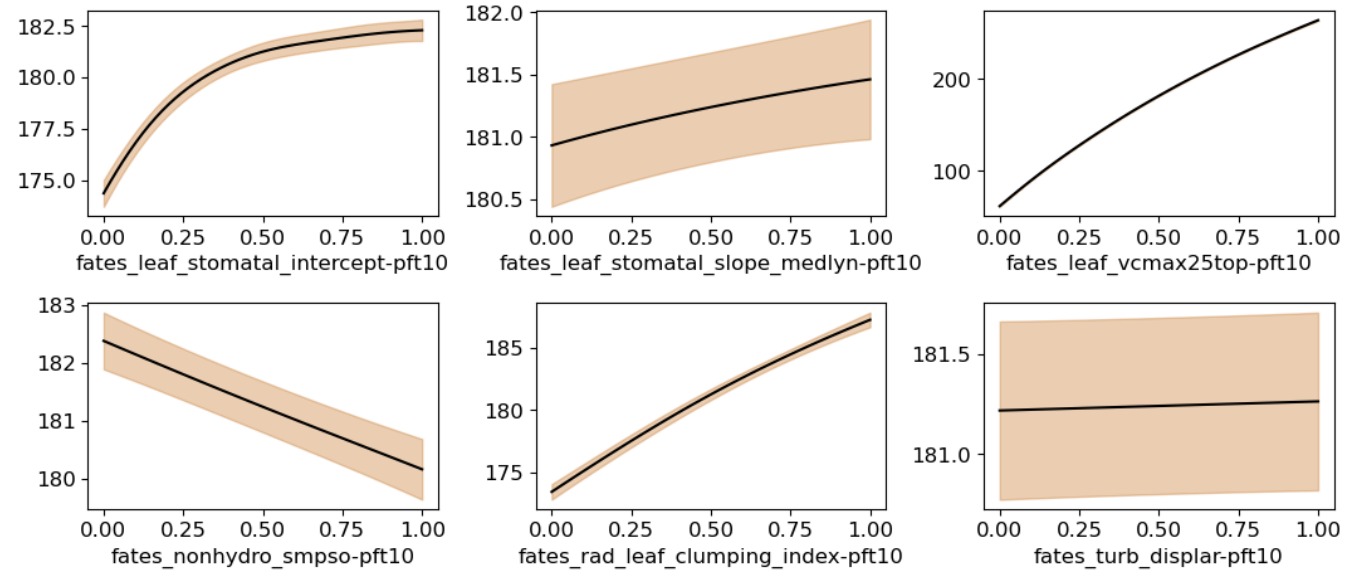 182.5
180.0
177.5
175.0
0.00 0.25 0.50 0.75 1.00
fates_leaf_stomatal_intercept-pft10
182.0
181.5
181.0
180.5
0.00 0.25 0.50 0.75 1.00
fates_leaf_stomatal_slope_medlyn-pft10
200
100
0.00 0.25 0.50 0.75 1.00
fates_leaf_vcmax25top-pft10
183
182
181
180
0.00 0.25 0.50 0.75 1.00
fates_nonhydro_smpso-pft10
185
180
175
0.00 0.25 0.50 0.75 1.00
fates_rad_leaf_clumping_index-pft10
181.5
181.0
0.00 0.25 0.50 0.75 1.00
fates_turb_displar-pft10